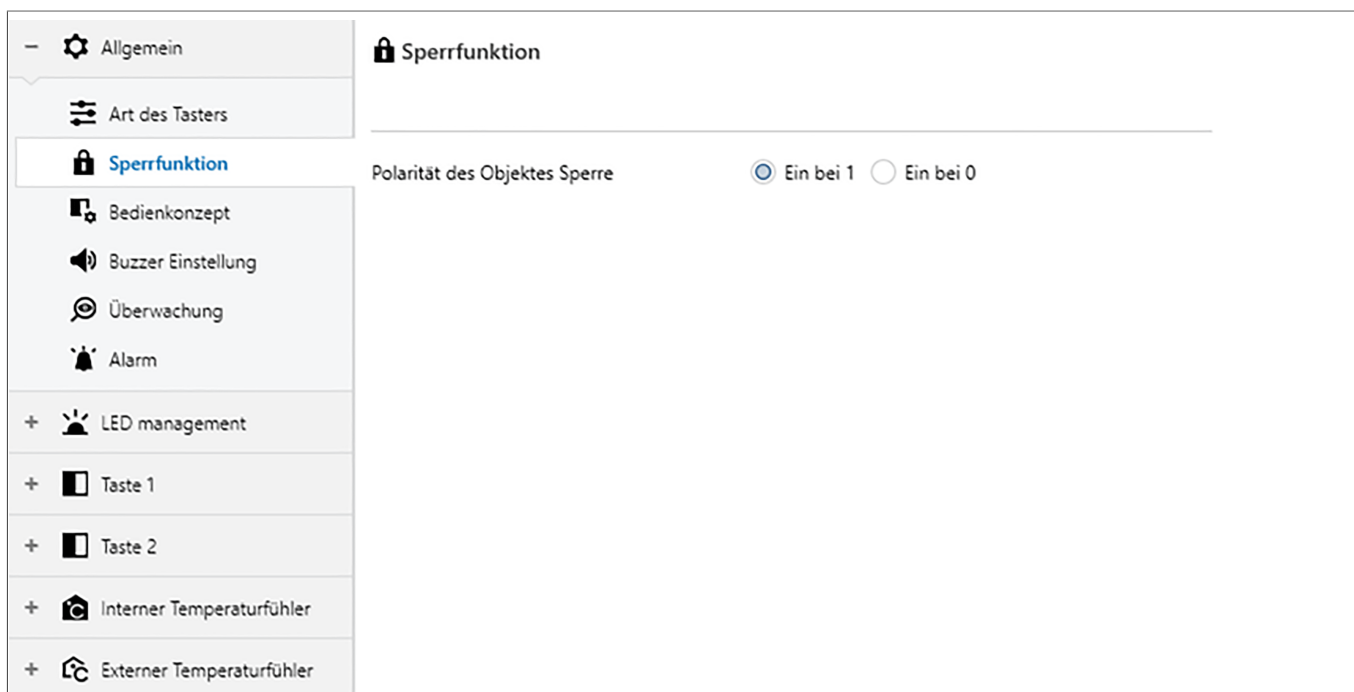 Allgemein
Art des Tasters
Sperrfunktion
Bedienkonzept
Buzzer Einstellung
Überwachung
Alarm
LED management
Taste 1
Taste 2
Interner Temperaturfühler
Externer Temperaturfühler
Sperrfunktion
Polarität des Objektes Sperre Ein bei 1 Ein bei 0